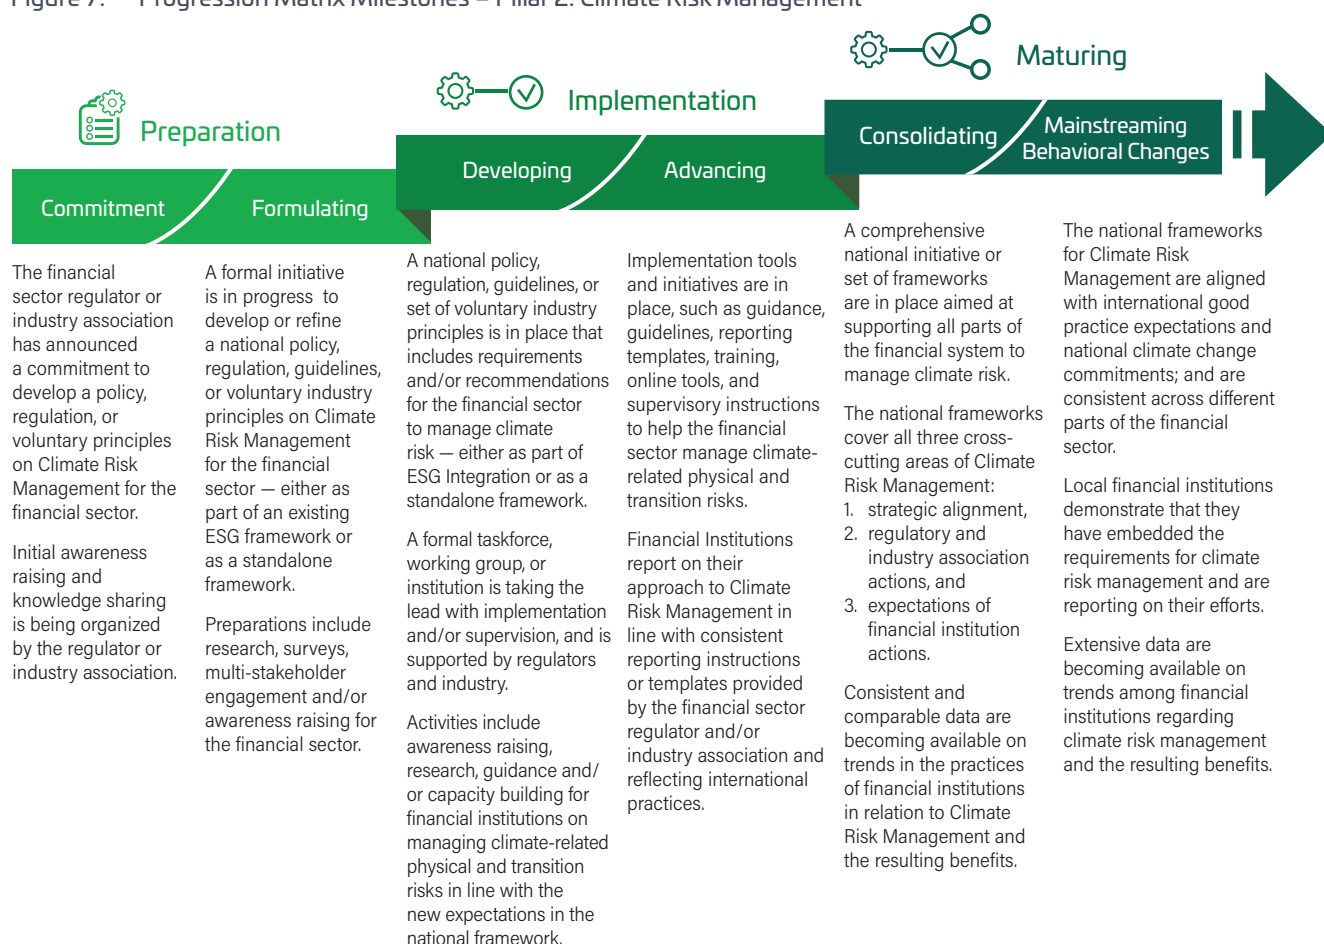 Figure 7. Progression Matrix Milestones – Pillar 2: Climate Risk Management
Preparation
Implementation
Maturing
Commitment
Formulating
Developing
Advancing
Consolidating
Mainstreaming
Behavioral Changes
The financial
sector regulator or
industry association
has announced
a commitment to
develop a policy,
regulation, or
voluntary principles
on Climate Risk
Management for the
financial sector.
Initial awareness
raising and
knowledge sharing
is being organized
by the regulator or
industry association.
A formal initiative
is in progress to
develop or refine
a national policy,
regulation, guidelines,
or voluntary industry
principles on Climate
Risk Management
for the financial
sector — either as
part of an existing
ESG framework or
as a standalone
framework.
Preparations include
research, surveys,
multi-stakeholder
engagement and/or
awareness raising for
the financial sector.
A national policy,
regulation, guidelines, or
set of voluntary industry
principles is in place that
includes requirements
and/or recommendations
for the financial sector
to manage climate
risk — either as part of
ESG Integration or as a
standalone framework.
A formal taskforce,
working group, or
institution is taking the
lead with implementation
and/or supervision, and is
supported by regulators
and industry.
Activities include
awareness raising,
research, guidance and/
or capacity building for
financial institutions on
managing climate-related
physical and transition
risks in line with the
new expectations in the
national framework.
Implementation tools
and initiatives are in
place, such as guidance,
guidelines, reporting
templates, training,
online tools, and
supervisory instructions
to help the financial
sector manage climate-
related physical and
transition risks.
Financial Institutions
report on their
approach to Climate
Risk Management in
line with consistent
reporting instructions
or templates provided
by the financial sector
regulator and/or
industry association and
reflecting international
practices.
A comprehensive
national initiative or
set of frameworks
are in place aimed at
supporting all parts of
the financial system to
manage climate risk.
The national frameworks
cover all three cross-
cutting areas of Climate
Risk Management:
1. strategic alignment,
2. regulatory and
industry association
actions, and
3. expectations of
financial institution
actions.
Consistent and
comparable data are
becoming available on
trends in the practices
of financial institutions
in relation to Climate
Risk Management and
the resulting benefits.
The national frameworks
for Climate Risk
Management are aligned
with international good
practice expectations and
national climate change
commitments; and are
consistent across different
parts of the financial
sector.
Local financial institutions
demonstrate that they
have embedded the
requirements for climate
risk management and are
reporting on their efforts.
Extensive data are
becoming available on
trends among financial
institutions regarding
climate risk management
and the resulting benefits.